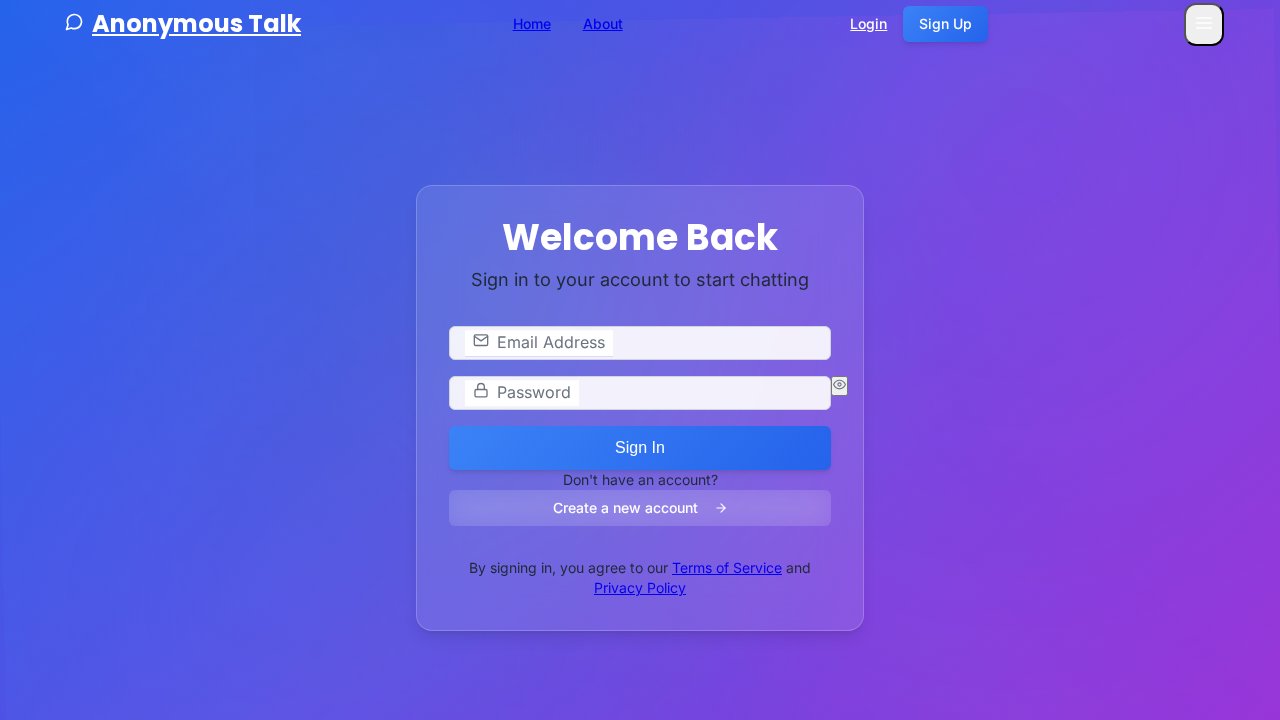 Anonymous Talk
Home
About
Login
Sign Up
Welcome Back
Sign in to your account to start chatting
Email Address
Password
Sign In
Don't have an account?
Create a new account
By signing in, you agree to our Terms of Service and
Privacy Policy